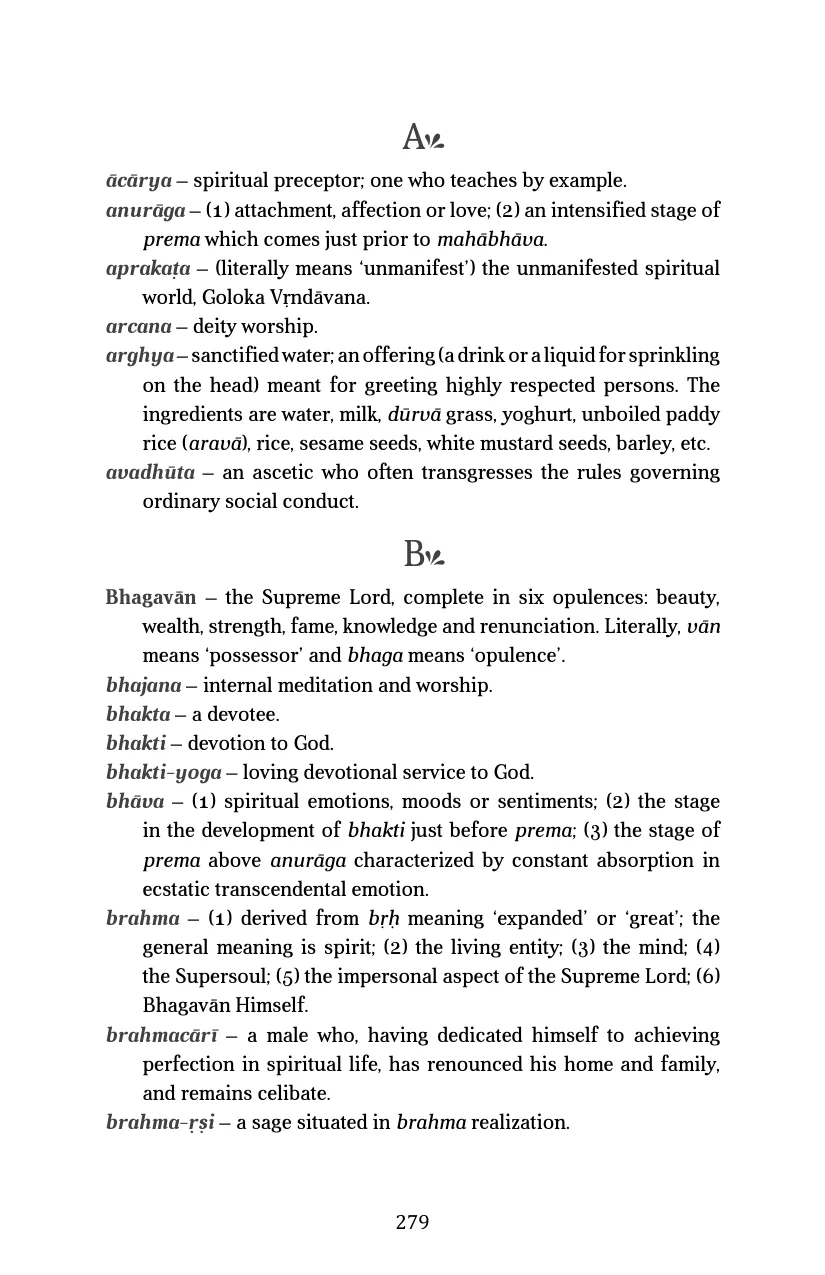 A
ācārya – spiritual preceptor; one who teaches by example.
anurāga – (1) attachment, affection or love; (2) an intensified stage of
prema which comes just prior to mahābhāva.
aprakaṭa – (literally means ‘unmanifest’) the unmanifested spiritual
world, Goloka Vṛndāvana.
arcana – deity worship.
arghya – sanctified water; an offering (a drink or a liquid for sprinkling
on the head) meant for greeting highly respected persons. The
ingredients are water, milk, dūrvā grass, yoghurt, unboiled paddy
rice (aravā), rice, sesame seeds, white mustard seeds, barley, etc.
avadhūta – an ascetic who often transgresses the rules governing
ordinary social conduct.
B
Bhagavān – the Supreme Lord, complete in six opulences: beauty,
wealth, strength, fame, knowledge and renunciation. Literally, vān
means ‘possessor’ and bhaga means ‘opulence’.
bhajana – internal meditation and worship.
bhakta – a devotee.
bhakti – devotion to God.
bhakti-yoga – loving devotional service to God.
bhāva – (1) spiritual emotions, moods or sentiments; (2) the stage
in the development of bhakti just before prema; (3) the stage of
prema above anurāga characterized by constant absorption in
ecstatic transcendental emotion.
brahma – (1) derived from bṛḥ meaning ‘expanded’ or ‘great’; the
general meaning is spirit; (2) the living entity; (3) the mind; (4)
the Supersoul; (5) the impersonal aspect of the Supreme Lord; (6)
Bhagavān Himself.
brahmacārī – a male who, having dedicated himself to achieving
perfection in spiritual life, has renounced his home and family,
and remains celibate.
brahma-ṛṣi – a sage situated in brahma realization.
279